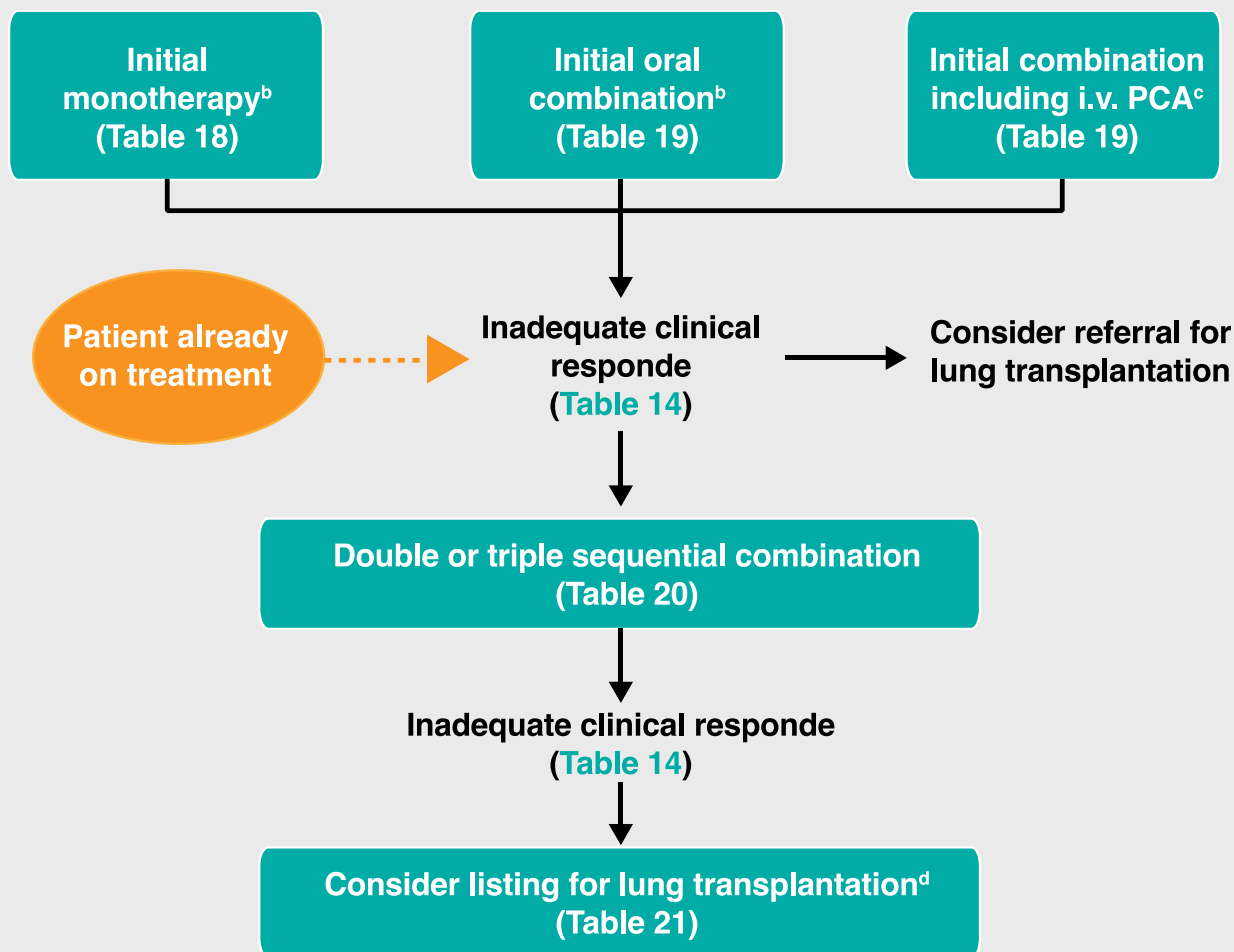 Initial
monotherapyᵇ
(Table 18)
Initial oral
combinationᵇ
(Table 19)
Initial combination
including i.v. PCAᶜ
(Table 19)
Patient already
on treatment
Inadequate clinical
responde
(Table 14)
Consider referral for
lung transplantation
Double or triple sequential combination
(Table 20)
Inadequate clinical responde
(Table 14)
Consider listing for lung transplantationᵈ
(Table 21)